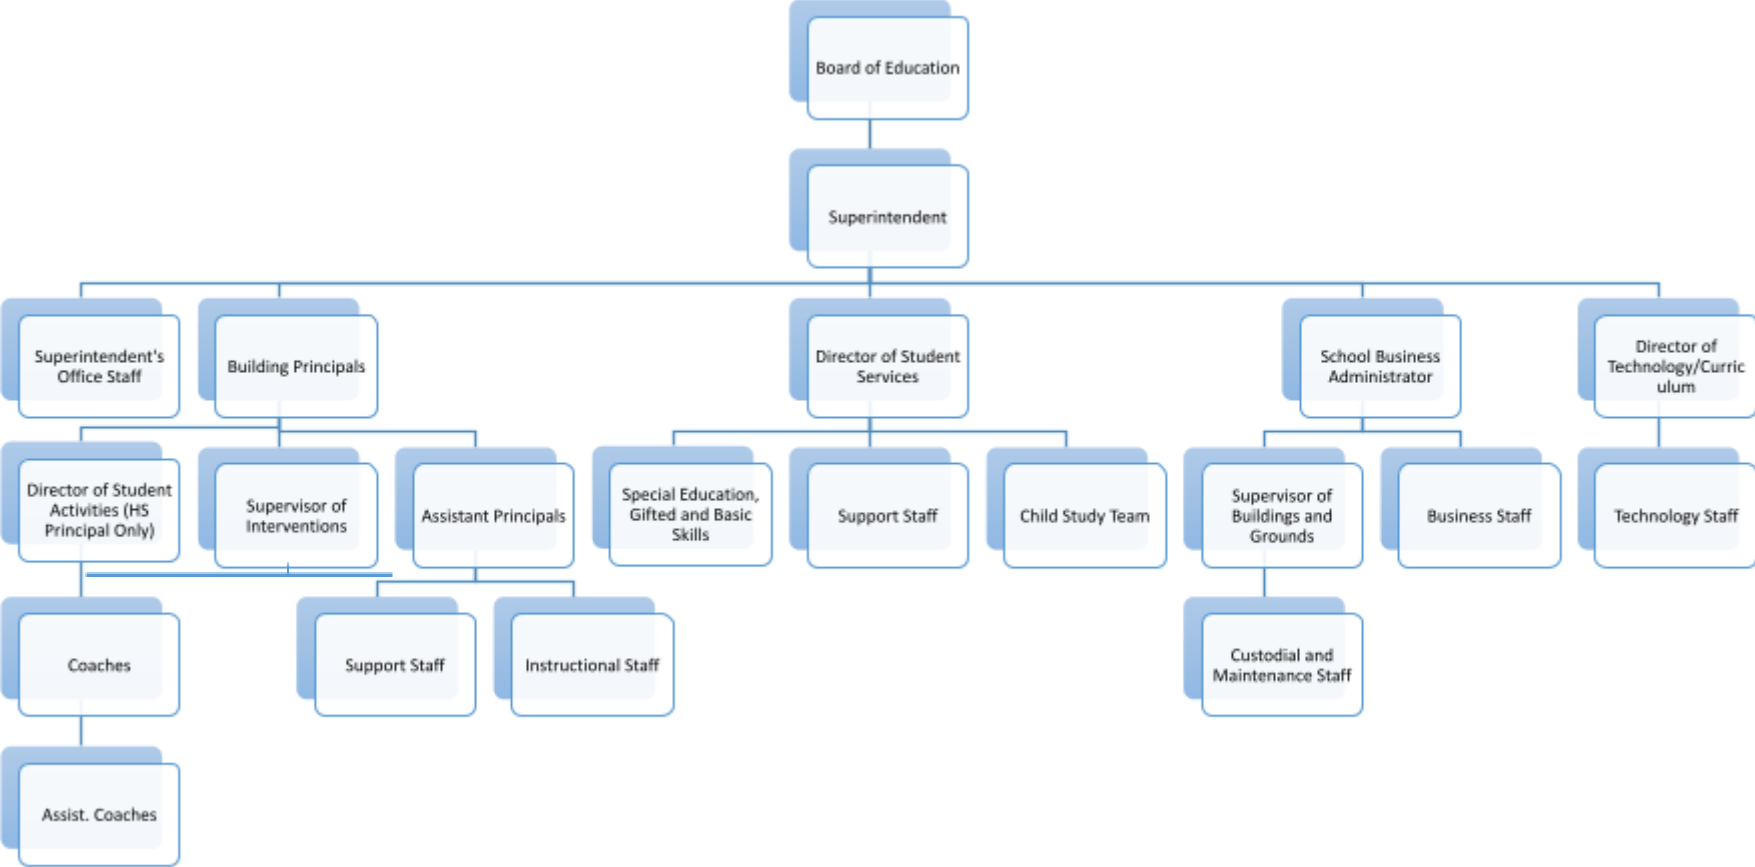 Board of Education
Superintendent
Superintendent's
Office Staff
Building Principals
Director of Student
Services
School Business
Administrator
Director of
Technology/Curric
ulum
Director of Student
Activities (HS
Principal Only)
Supervisor of
Interventions
Assistant Principals
Special Education,
Gifted and Basic
Skills
Support Staff
Child Study Team
Supervisor of
Buildings and
Grounds
Business Staff
Technology Staff
Coaches
Support Staff
Instructional Staff
Custodial and
Maintenance Staff
Assist. Coaches